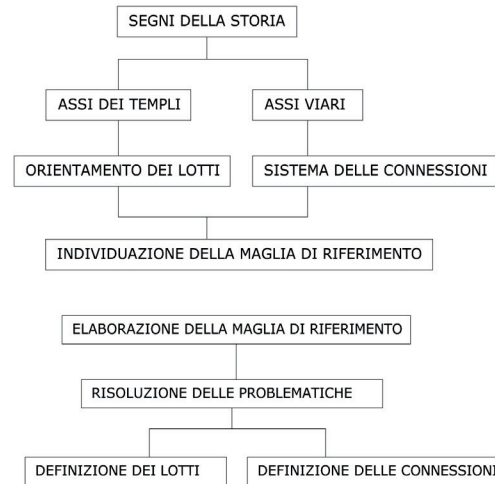 SEGNI DELLA STORIA
ASSI DEI TEMPLI
ASSI VIARI
ORIENTAMENTO DEI LOTTI
SISTEMA DELLE CONNESSIONI
INDIVIDUAZIONE DELLA MAGLIA DI RIFERIMENTO
ELABORAZIONE DELLA MAGLIA DI RIFERIMENTO
RISOLUZIONE DELLE PROBLEMATICHE
DEFINIZIONE DEI LOTTI
DEFINIZIONE DELLE CONNESSIONI